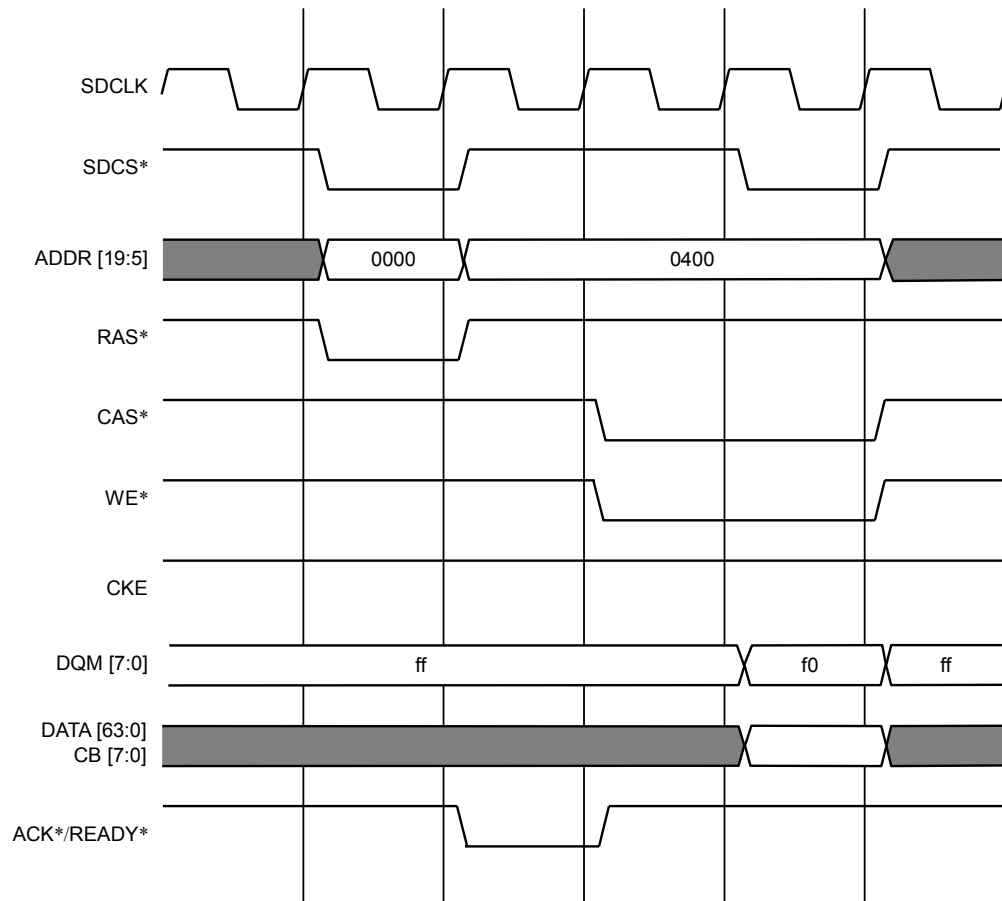 SDCLK
SDCS*
ADDR [19:5]
0000
0400
RAS*
CAS*
WE*
CKE
DQM [7:0]
ff
f0
ff
DATA [63:0]
CB [7:0]
ACK*/READY*